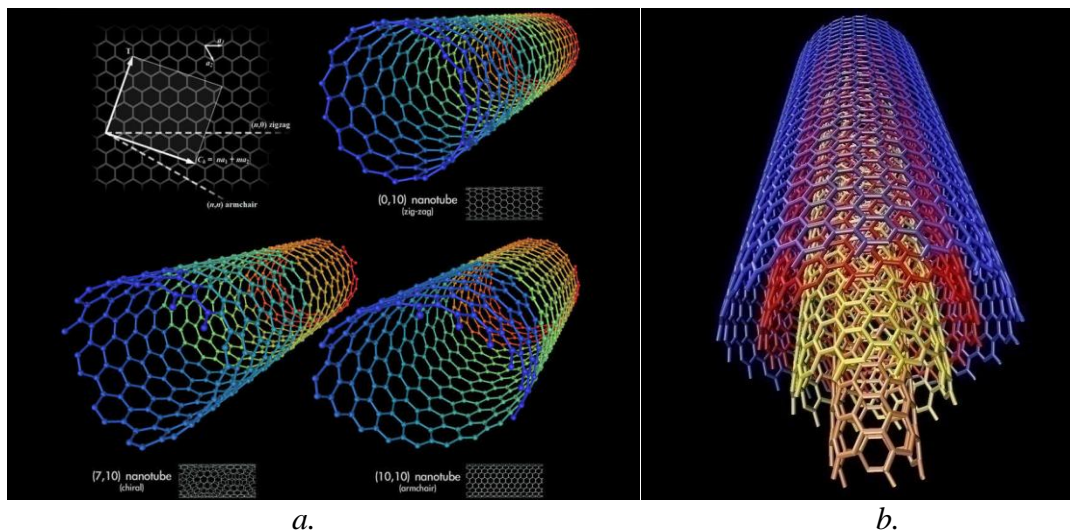 a₁
T
a₂
(n,0) zigzag
Cₕ = na₁ + ma₂
(n,n) armchair
(0,10) nanotube
(zig-zag)
(7,10) nanotube
(chiral)
(10,10) nanotube
(armchair)
a.
b.